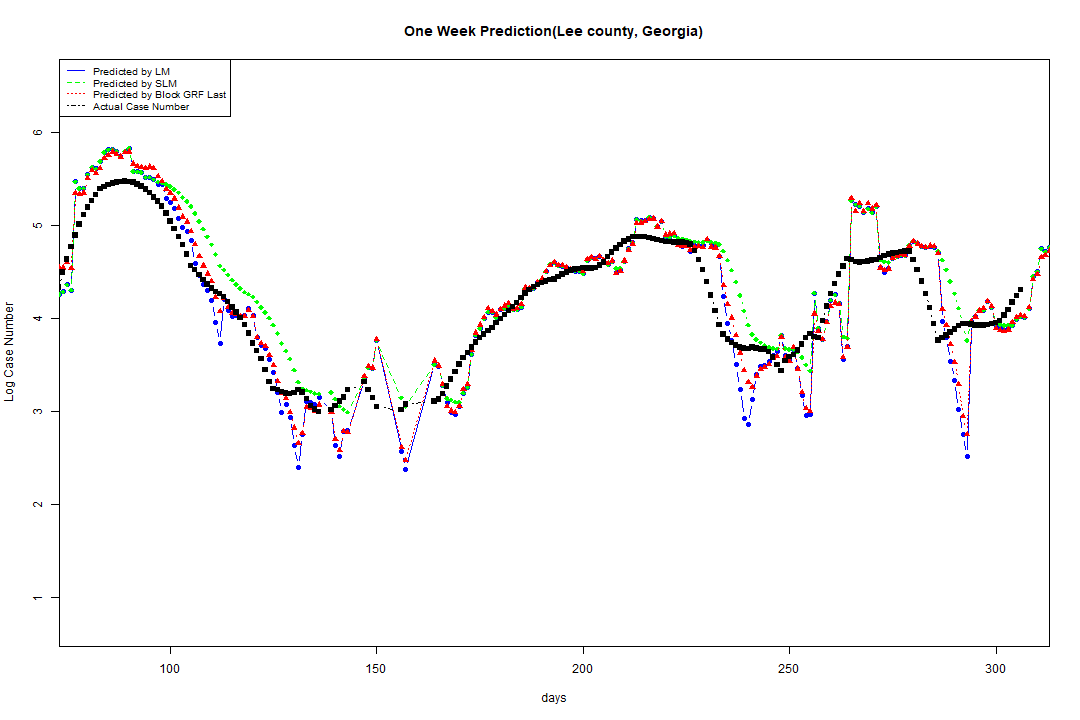 One Week Prediction(Lee county, Georgia)
Predicted by LM
Predicted by SLM
Predicted by Block GRF Last
Actual Case Number
6
5
4
3
2
1
Log Case Number
100 150 200 250 300
days